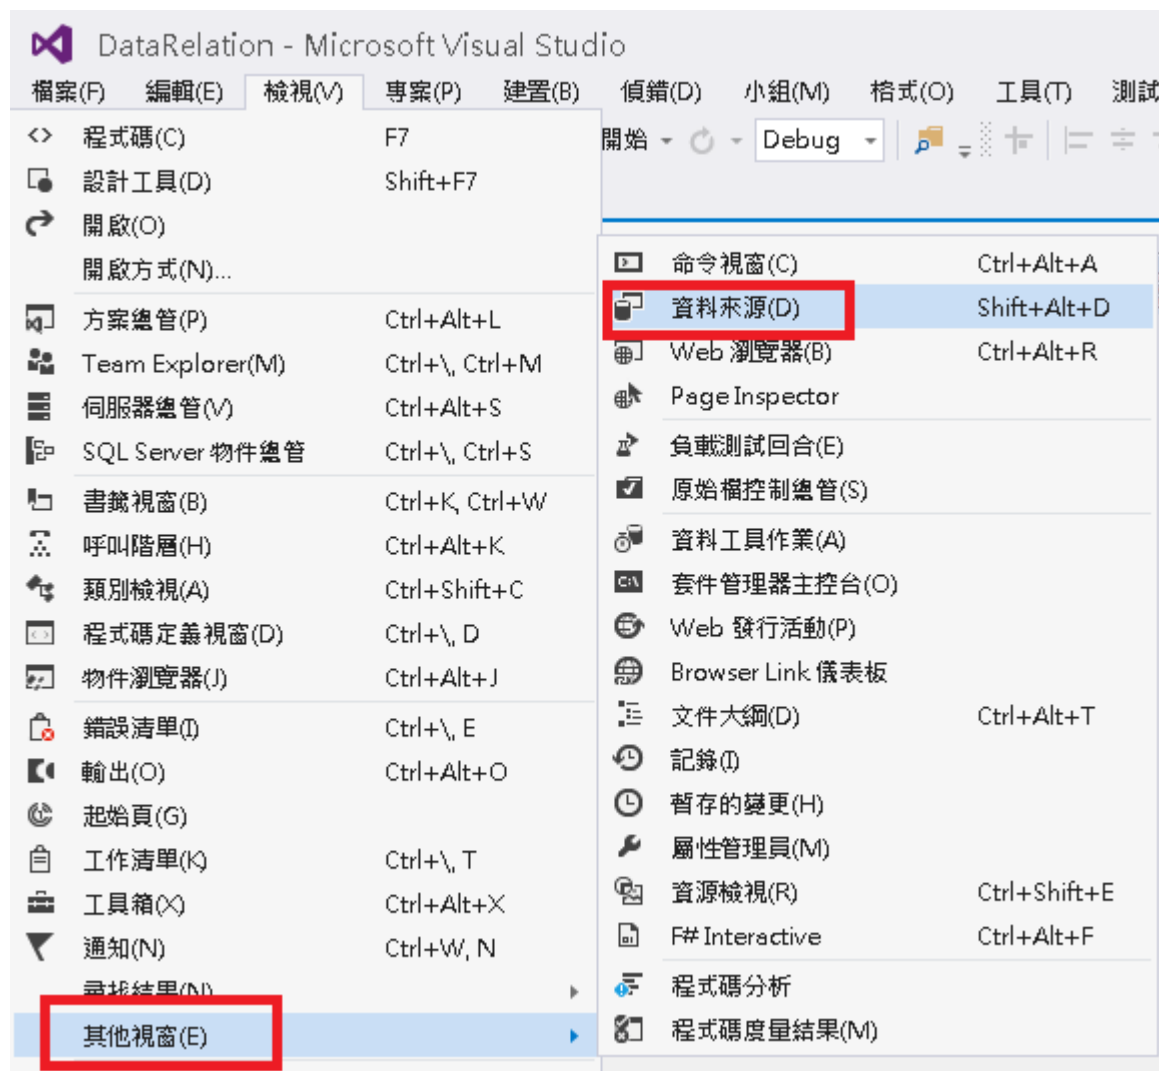 DataRelation - Microsoft Visual Studio
檔案(F) 編輯(E) 檢視(V) 專案(P) 建置(B) 偵錯(D) 小組(M) 格式(O) 工具(T) 測試
開始 Debug
程式碼(C) F7
設計工具(D) Shift+F7
開啟(O)
開啟方式(N)...
方案總管(P) Ctrl+Alt+L
Team Explorer(M) Ctrl+\, Ctrl+M
伺服器總管(V) Ctrl+Alt+S
SQL Server 物件總管 Ctrl+\, Ctrl+S
書籤視窗(B) Ctrl+K, Ctrl+W
呼叫階層(H) Ctrl+Alt+K
類別檢視(A) Ctrl+Shift+C
程式碼定義視窗(D) Ctrl+\, D
物件瀏覽器(J) Ctrl+Alt+J
錯誤清單(I) Ctrl+\, E
輸出(O) Ctrl+Alt+O
起始頁(G)
工作清單(K) Ctrl+\, T
工具箱(X) Ctrl+Alt+X
通知(N) Ctrl+W, N
尋找結果(N)
其他視窗(E)
命令視窗(C) Ctrl+Alt+A
資料來源(D) Shift+Alt+D
Web 瀏覽器(B) Ctrl+Alt+R
Page Inspector
負載測試回合(E)
原始檔控制總管(S)
資料工具作業(A)
套件管理器主控台(O)
Web 發行活動(P)
Browser Link 儀表板
文件大綱(D) Ctrl+Alt+T
記錄(I)
暫存的變更(H)
屬性管理員(M)
資源檢視(R) Ctrl+Shift+E
F# Interactive Ctrl+Alt+F
程式碼分析
程式碼度量結果(M)